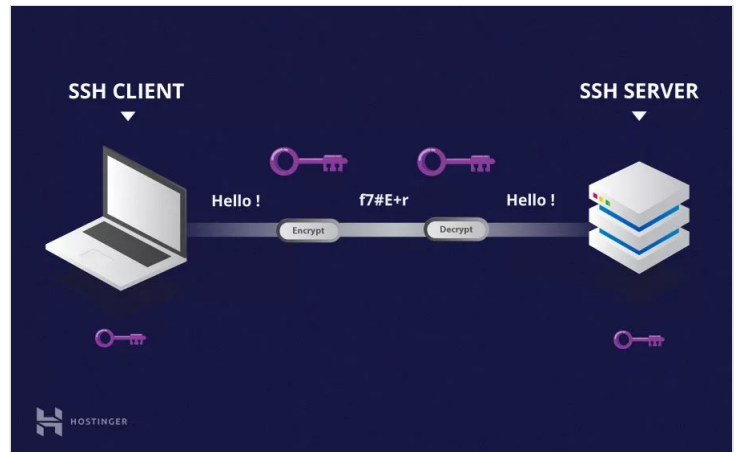 SSH CLIENT
SSH SERVER
Hello !
f7#E+r
Hello !
Encrypt
Decrypt
HOSTINGER